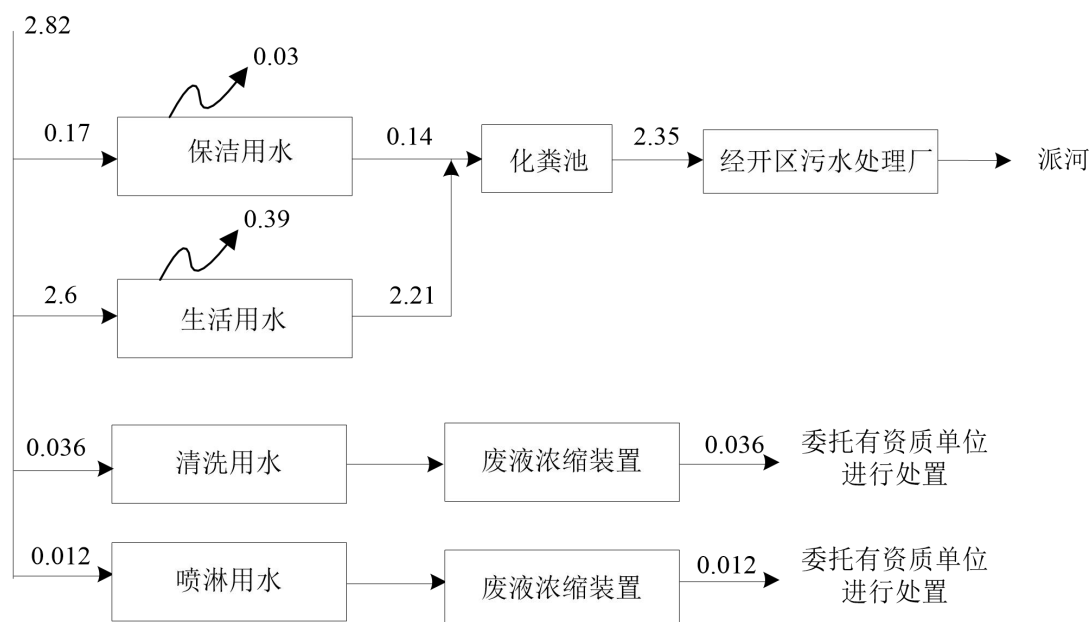 2.82
0.03
0.17
保洁用水
0.14
化粪池
2.35
经开区污水处理厂
派河
0.39
2.6
生活用水
2.21
0.036
清洗用水
废液浓缩装置
0.036
委托有资质单位
进行处置
0.012
喷淋用水
废液浓缩装置
0.012
委托有资质单位
进行处置